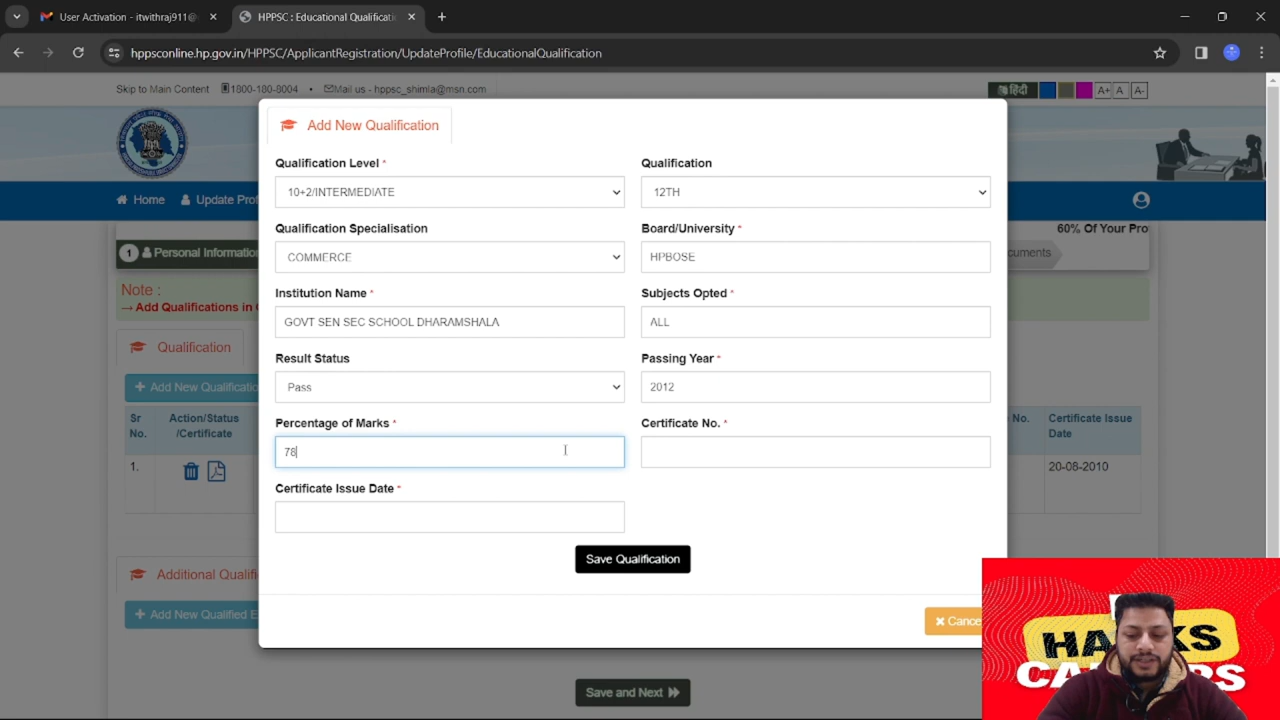 User Activation - itwithraj911@
HPPSC : Educational Qualificati
hppsconline.hp.gov.in/HPPSC/ApplicantRegistration/UpdateProfile/EducationalQualification
Skip to Main Content 1800-180-8004 • Mail us - hppsc_shimla@msn.com
हिंदी A+ A A-
Home Update Prof
60% Of Your Pro
1 Personal Information
cuments
Note :
→ Add Qualifications in
Qualification
+ Add New Qualificatio
Sr No.
Action/Status /Certificate
No.
Certificate Issue Date
1.
20-08-2010
Additional Qualifi
+ Add New Qualified E
Save and Next
Add New Qualification
Qualification Level *
Qualification
10+2/INTERMEDIATE
12TH
Qualification Specialisation
Board/University *
COMMERCE
HPBOSE
Institution Name *
Subjects Opted *
GOVT SEN SEC SCHOOL DHARAMSHALA
ALL
Result Status
Passing Year *
Pass
2012
Percentage of Marks *
Certificate No. *
78
Certificate Issue Date *
Save Qualification
Cance